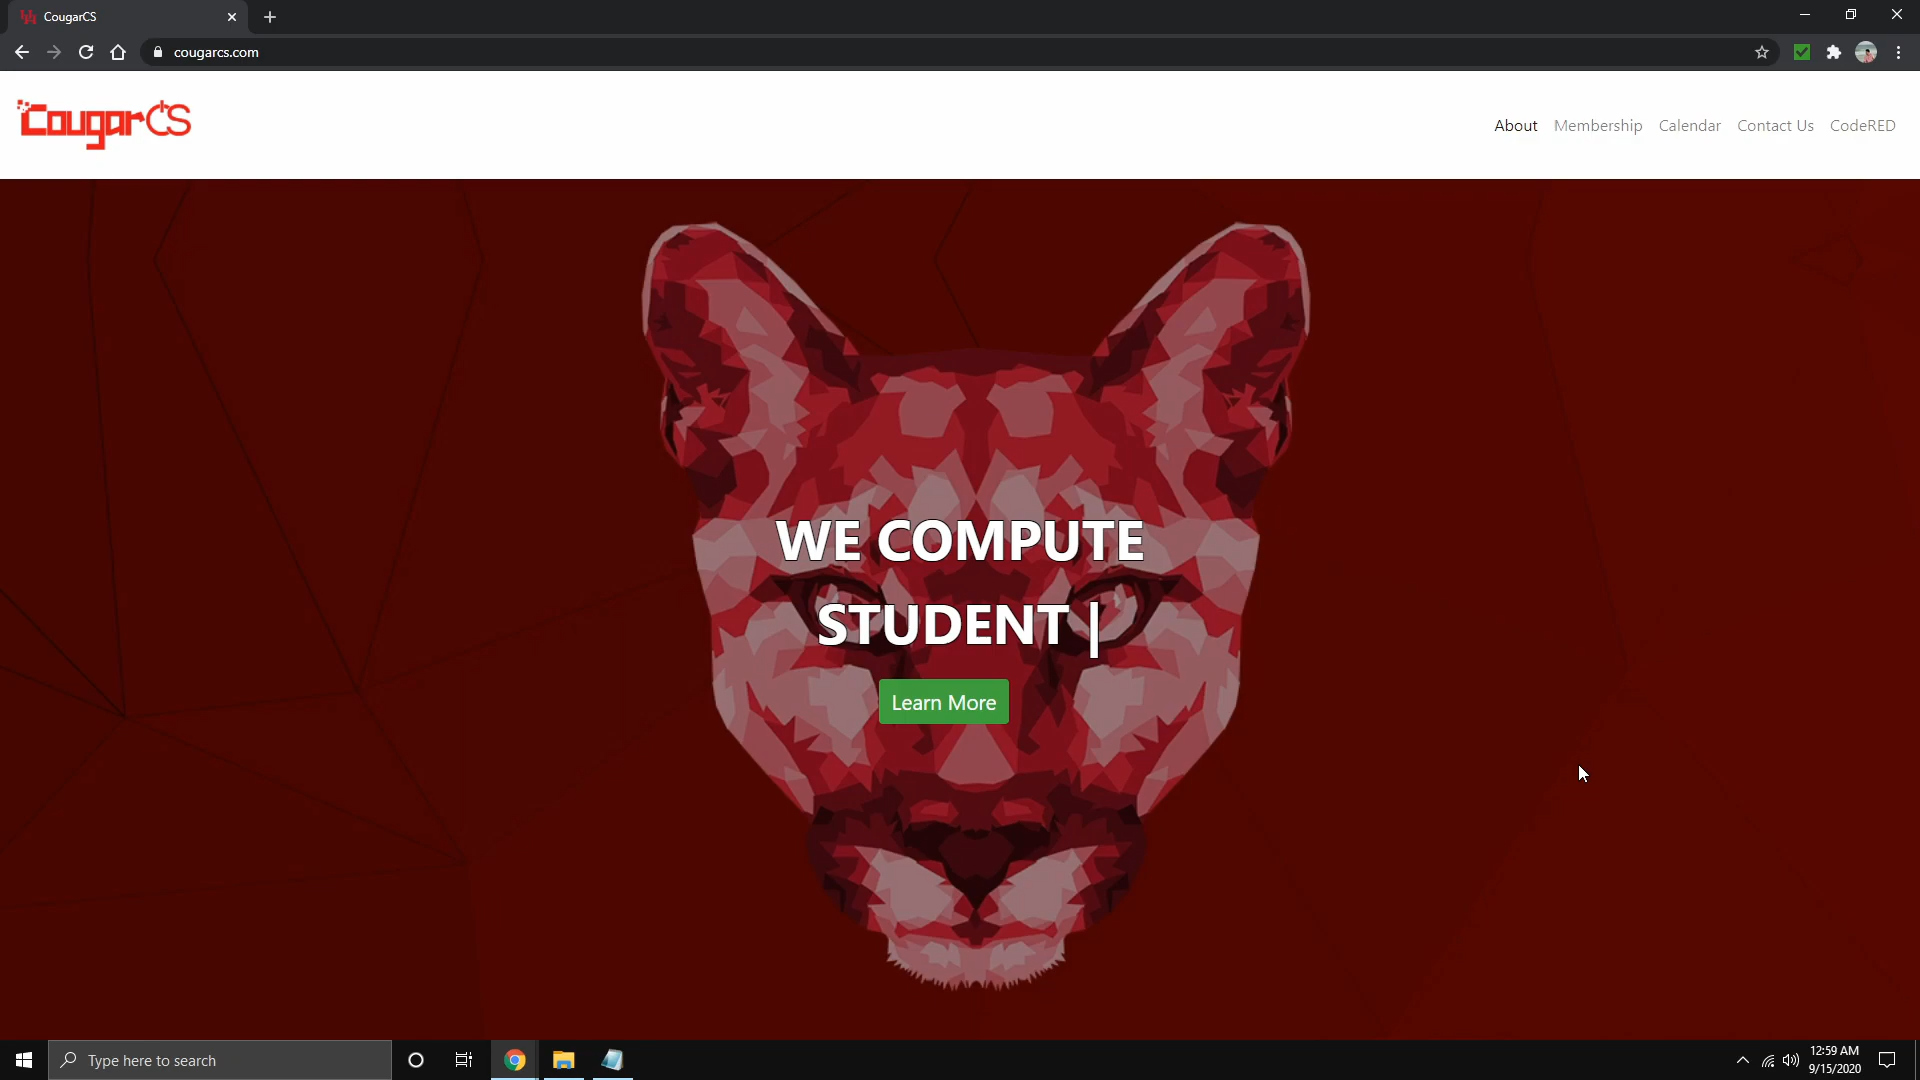 CougarCS
cougarcs.com
CougarCS
About Membership Calendar Contact Us CodeRED
WE COMPUTE
STUDENT |
Learn More
Type here to search
12:59 AM
9/15/2020